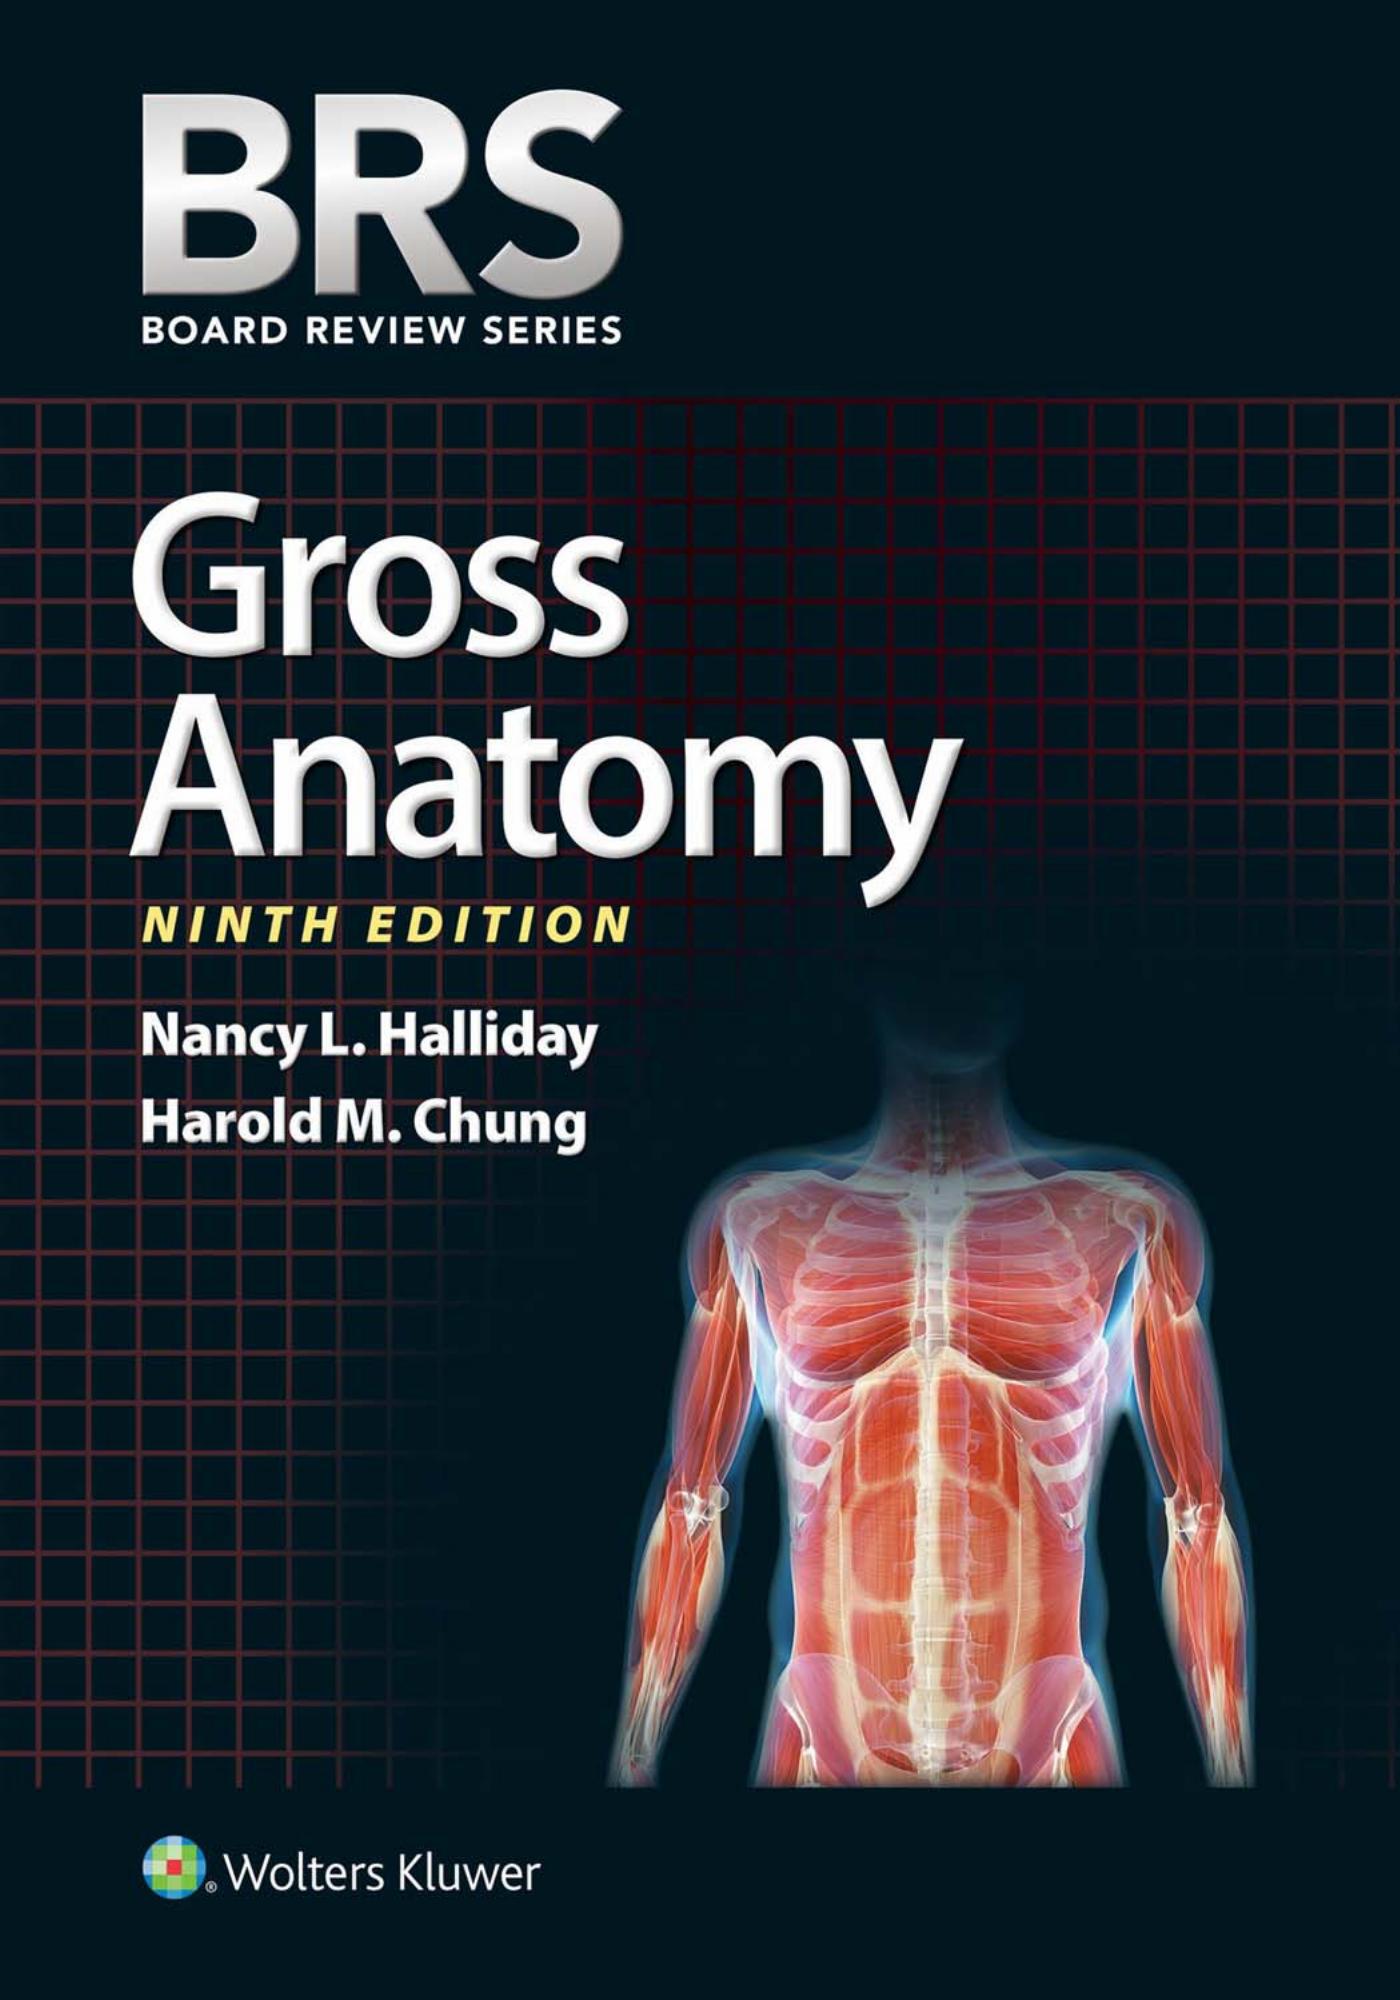 BRS
BOARD REVIEW SERIES
Gross
Anatomy
NINTH EDITION
Nancy L. Halliday
Harold M. Chung
® Wolters Kluwer